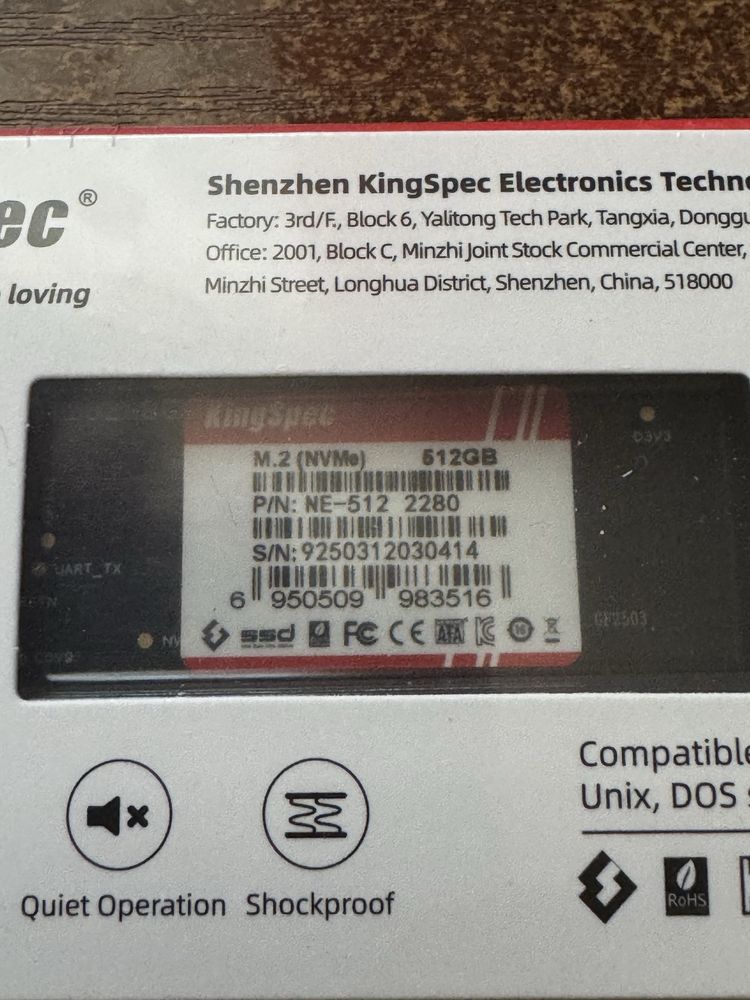 ec®
loving
Shenzhen KingSpec Electronics Techno
Factory: 3rd/F., Block 6, Yalitong Tech Park, Tangxia, Donggu
Office: 2001, Block C, Minzhi Joint Stock Commercial Center,
Minzhi Street, Longhua District, Shenzhen, China, 518000
KingSpec
M.2 (NVMe) 512GB
P/N: NE-512 2280
S/N: 9250312030414
6 950509 983516
ssd FC CE ATA
UART_TX
Quiet Operation
Shockproof
Compatible
Unix, DOS
RoHS